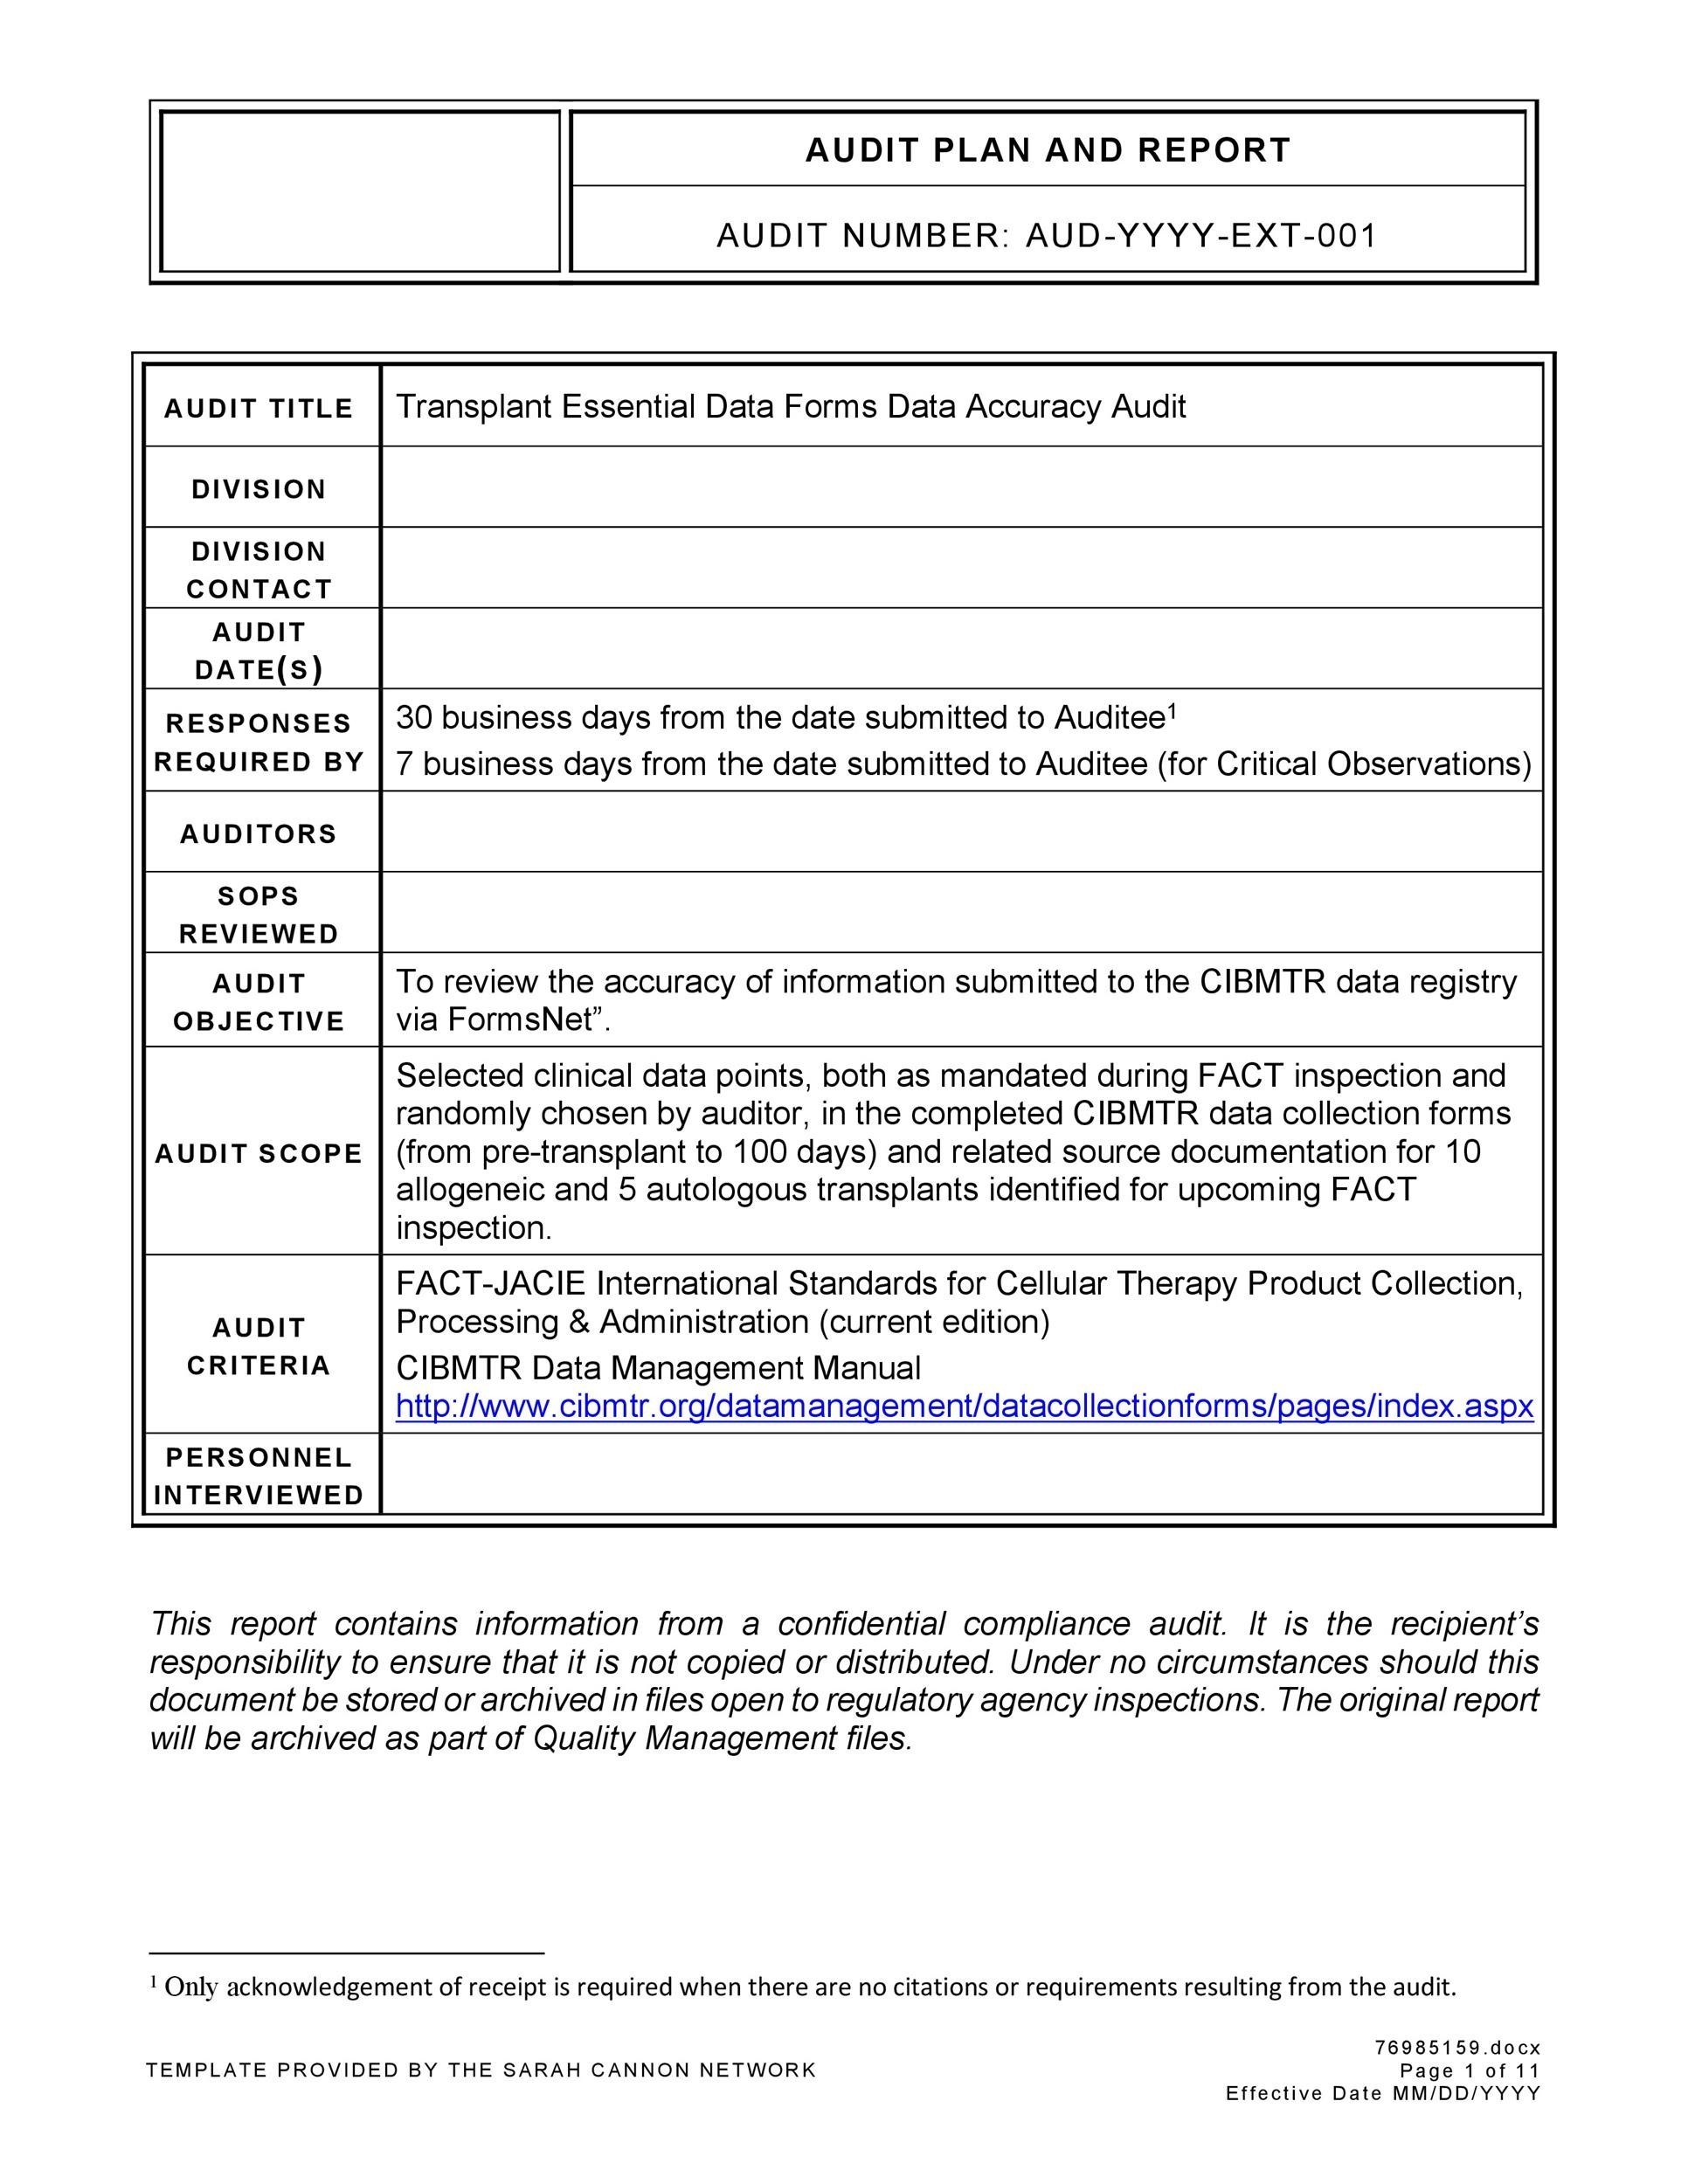 AUDIT PLAN AND REPORT
AUDIT NUMBER: AUD-YYYY-EXT-001
AUDIT TITLE
Transplant Essential Data Forms Data Accuracy Audit
DIVISION
DIVISION
CONTACT
AUDIT
DATE(S)
RESPONSES
REQUIRED BY
30 business days from the date submitted to Auditee¹
7 business days from the date submitted to Auditee (for Critical Observations)
AUDITORS
SOPS
REVIEWED
AUDIT
OBJECTIVE
To review the accuracy of information submitted to the CIBMTR data registry
via FormsNet”.
AUDIT SCOPE
Selected clinical data points, both as mandated during FACT inspection and
randomly chosen by auditor, in the completed CIBMTR data collection forms
(from pre-transplant to 100 days) and related source documentation for 10
allogeneic and 5 autologous transplants identified for upcoming FACT
inspection.
AUDIT
CRITERIA
FACT-JACIE International Standards for Cellular Therapy Product Collection,
Processing & Administration (current edition)
CIBMTR Data Management Manual
http://www.cibmtr.org/datamanagement/datacollectionforms/pages/index.aspx
PERSONNEL
INTERVIEWED
This report contains information from a confidential compliance audit. It is the recipient’s
responsibility to ensure that it is not copied or distributed. Under no circumstances should this
document be stored or archived in files open to regulatory agency inspections. The original report
will be archived as part of Quality Management files.
¹ Only acknowledgement of receipt is required when there are no citations or requirements resulting from the audit.
76985159.docx
TEMPLATE PROVIDED BY THE SARAH CANNON NETWORK
Page 1 of 11
Effective Date MM/DD/YYYY